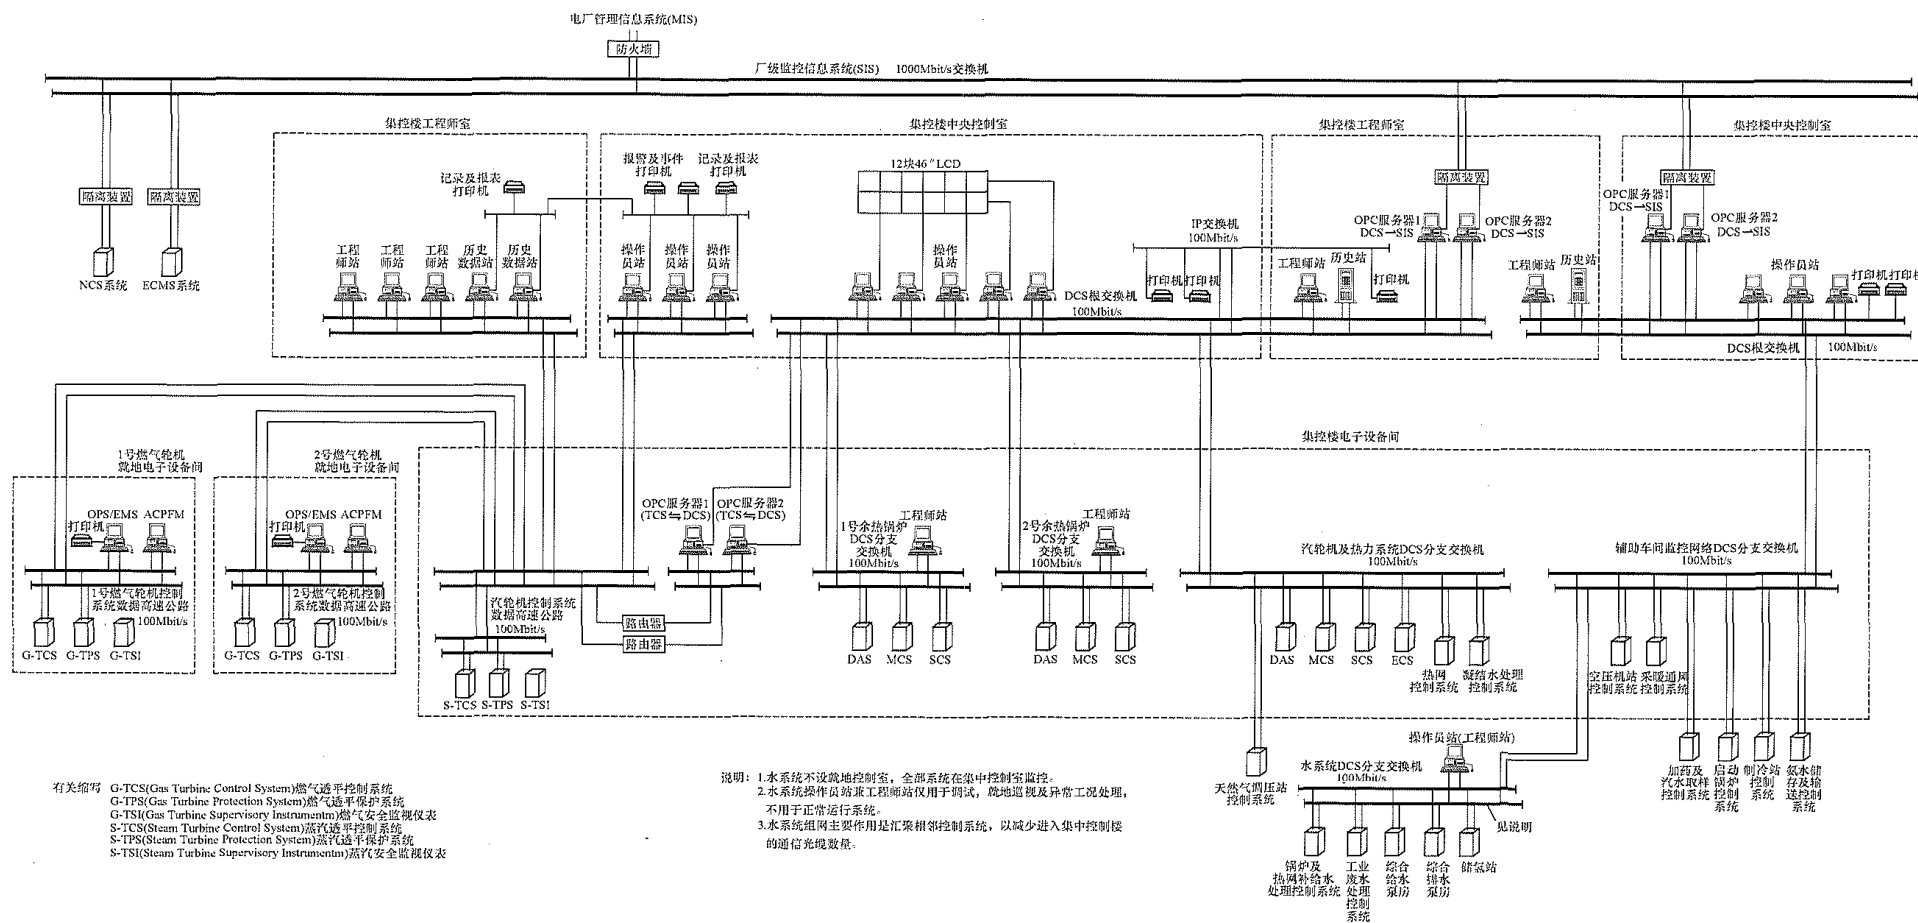 电厂管理信息系统(MIS)
防火墙
厂级监控信息系统(SIS) 1000Mbit/s交换机
集控楼工程师室
集控楼中央控制室
集控楼工程师室
集控楼中央控制室
隔离装置
隔离装置
NCS系统
ECMS系统
记录及报表
打印机
工程
师站
工程
师站
工程
师站
历史
数据站
历史
数据站
报警及事件
打印机
记录及报表
打印机
操作
员站
操作
员站
操作
员站
12块46"LCD
操作
员站
DCS根交换机
100Mbit/s
IP交换机
100Mbit/s
打印机
打印机
工程师站
历史站
打印机
隔离装置
OPC服务器1
DCS→SIS
OPC服务器2
DCS→SIS
工程师站
历史站
隔离装置
OPC服务器1
DCS→SIS
OPC服务器2
DCS→SIS
操作员站
打印机
打印机
DCS根交换机 100Mbit/s
集控楼电子设备间
1号燃气轮机
就地电子设备间
OPS/EMS
ACPFM
打印机
1号燃气轮机控制
系统数据高速公路
100Mbit/s
G-TCS
G-TPS
G-TSI
2号燃气轮机
就地电子设备间
OPS/EMS
ACPFM
打印机
2号燃气轮机控制
系统数据高速公路
100Mbit/s
G-TCS
G-TPS
G-TSI
OPC服务器1
(TCS⇋DCS)
OPC服务器2
(TCS⇋DCS)
汽轮机控制系统
数据高速公路
100Mbit/s
路由器
路由器
S-TCS
S-TPS
S-TSI
工程师站
1号余热锅炉
DCS分支
交换机
100Mbit/s
DAS
MCS
SCS
工程师站
2号余热锅炉
DCS分支
交换机
100Mbit/s
DAS
MCS
SCS
汽轮机及热力系统DCS分支交换机
100Mbit/s
DAS
MCS
SCS
ECS
热网
控制系统
凝结水处理
控制系统
辅助车间监控网络DCS分支交换机
100Mbit/s
空压机站
控制系统
采暖通风
控制系统
加药及
汽水取样
控制系统
启动
锅炉
控制
系统
制冷站
控制
系统
氨水储
存及输
送控制
系统
天然气调压站
控制系统
操作员站(工程师站)
水系统DCS分支交换机
100Mbit/s
见说明
锅炉及
热网补给水
处理控制系统
工业
废水
处理
控制
系统
综合
给水
泵房
综合
排水
泵房
储氢站
有关缩写 G-TCS(Gas Turbine Control System)燃气透平控制系统
G-TPS(Gas Turbine Protection System)燃气透平保护系统
G-TSI(Gas Turbine Supervisory Instrumentm)燃气安全监视仪表
S-TCS(Steam Turbine Control System)蒸汽透平控制系统
S-TPS(Steam Turbine Protection System)蒸汽透平保护系统
S-TSI(Steam Turbine Supervisory Instrumentm)蒸汽安全监视仪表
说明：1.水系统不设就地控制室，全部系统在集中控制室监控。
2.水系统操作员站兼工程师站仅用于调试，就地巡视及异常工况处理，
不用于正常运行系统。
3.水系统组网主要作用是汇聚相邻控制系统，以减少进入集中控制楼
的通信光缆数量。